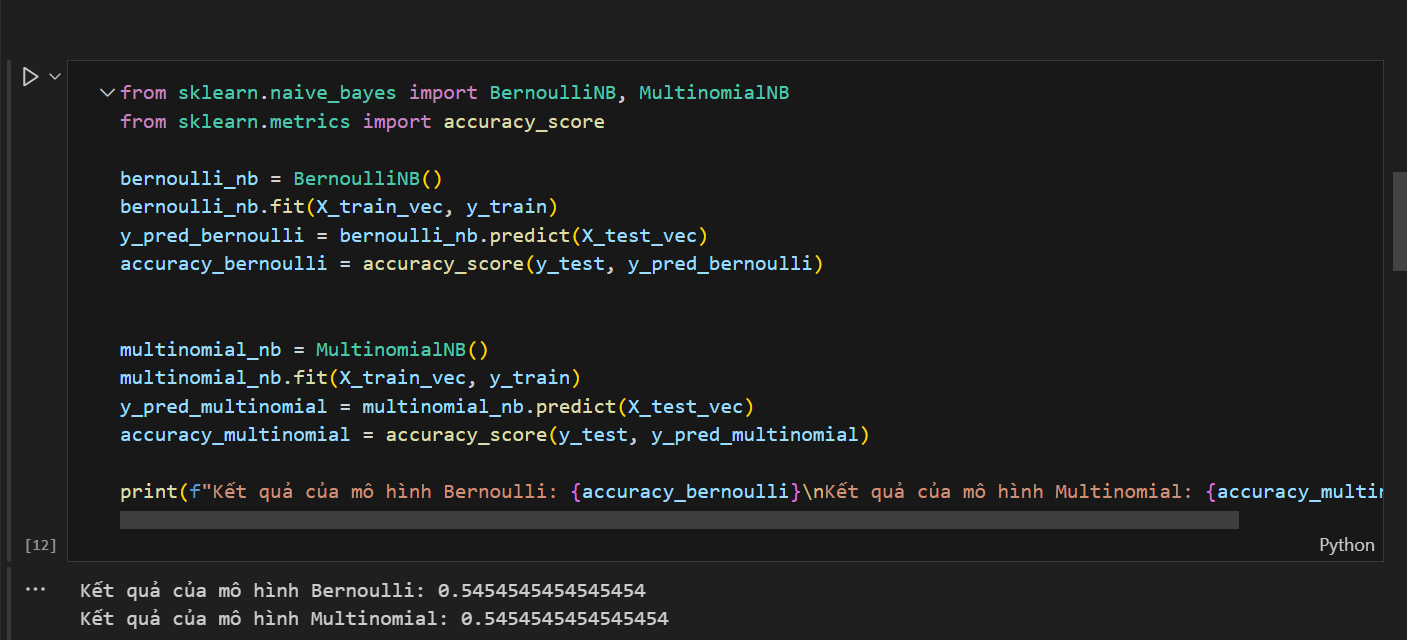 from sklearn.naive_bayes import BernoulliNB, MultinomialNB
from sklearn.metrics import accuracy_score
bernoulli_nb = BernoulliNB()
bernoulli_nb.fit(X_train_vec, y_train)
y_pred_bernoulli = bernoulli_nb.predict(X_test_vec)
accuracy_bernoulli = accuracy_score(y_test, y_pred_bernoulli)
multinomial_nb = MultinomialNB()
multinomial_nb.fit(X_train_vec, y_train)
y_pred_multinomial = multinomial_nb.predict(X_test_vec)
accuracy_multinomial = accuracy_score(y_test, y_pred_multinomial)
print(f"Kết quả của mô hình Bernoulli: {accuracy_bernoulli}\nKết quả của mô hình Multinomial: {accuracy_multi
[12]
Python
Kết quả của mô hình Bernoulli: 0.5454545454545454
Kết quả của mô hình Multinomial: 0.5454545454545454